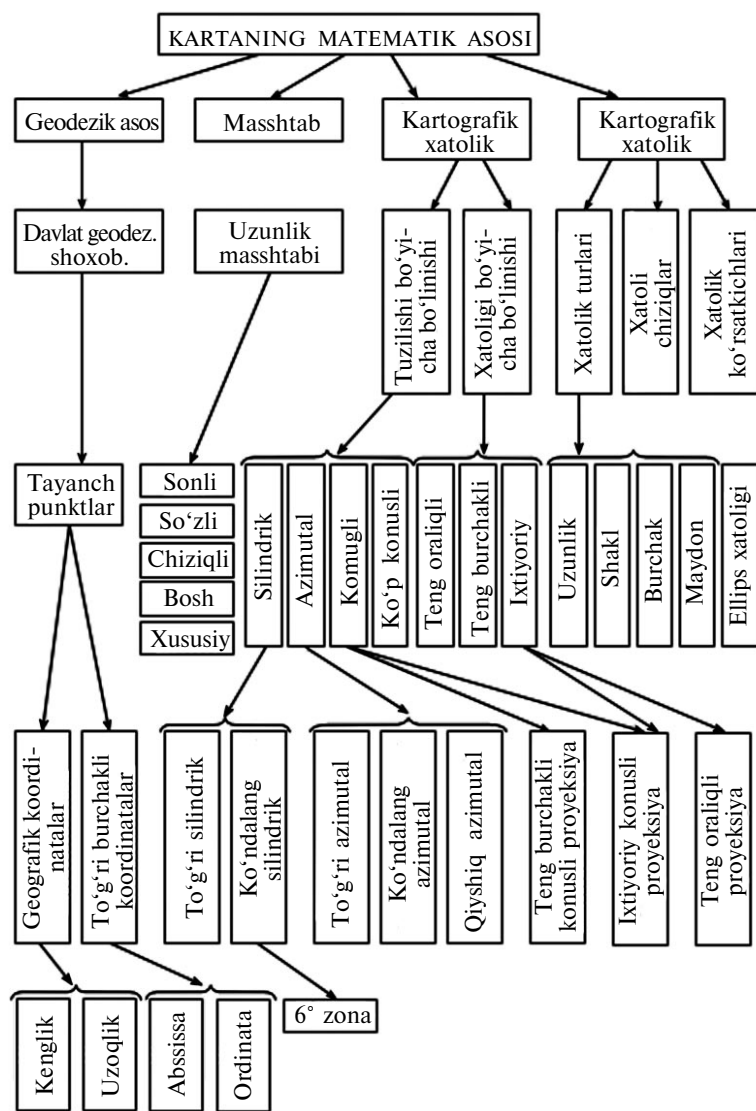 KARTANING MATEMATIK ASOSI
Geodezik asos
Masshtab
Kartografik
xatolik
Kartografik
xatolik
Davlat geodez.
shoxob.
Uzunlik
masshtabi
Tuzilishi bo‘yi-
cha bo‘linishi
Xatoligi bo‘yi-
cha bo‘linishi
Xatolik turlari
Xatoli
chiziqlar
Xatolik
ko‘rsatkichlari
Tayanch
punktlar
Sonli
So‘zli
Chiziqli
Bosh
Xususiy
Silindrik
Azimutal
Komugli
Ko‘p konusli
Teng oraliqli
Teng burchakli
Ixtiyoriy
Uzunlik
Shakl
Burchak
Maydon
Ellips xatoligi
Geografik koordi-
natalar
To‘g‘ri burchakli
koordinatalar
To‘g‘ri silindrik
Ko‘ndalang
silindrik
To‘g‘ri azimutal
Ko‘ndalang
azimutal
Qiyshiq azimutal
Teng burchakli
konusli proyeksiya
Ixtiyoriy konusli
proyeksiya
Teng oraliqli
proyeksiya
Kenglik
Uzoqlik
Abssissa
Ordinata
6° zona